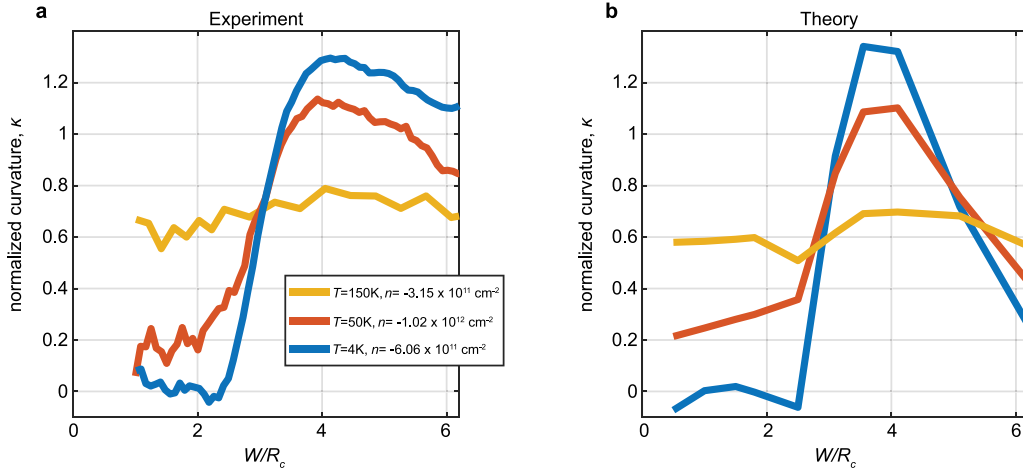 a
Experiment
normalized curvature, κ
1.2
1
0.8
0.6
0.4
0.2
0
0 2 4 6
W/Rc
T=150K, n= -3.15 x 10¹¹ cm⁻²
T=50K, n= -1.02 x 10¹² cm⁻²
T=4K, n= -6.06 x 10¹¹ cm⁻²
b
Theory
normalized curvature, κ
1.2
1
0.8
0.6
0.4
0.2
0
0 2 4 6
W/Rc